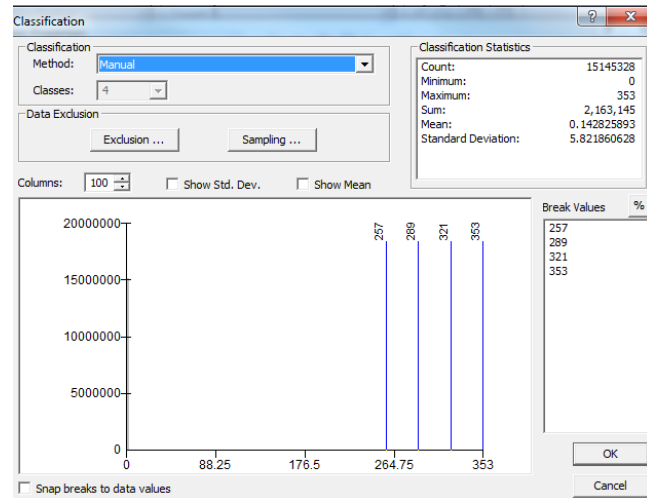 Classification
Classification
Method: Manual
Classes: 4
Data Exclusion
Exclusion ... Sampling ...
Classification Statistics
Count: 15145328
Minimum: 0
Maximum: 353
Sum: 2,163,145
Mean: 0.142825893
Standard Deviation: 5.821860628
Columns: 100 Show Std. Dev. Show Mean
Break Values %
257
289
321
353
20000000
15000000
10000000
5000000
0
257 289 321 353
0 88.25 176.5 264.75 353
Snap breaks to data values
OK
Cancel